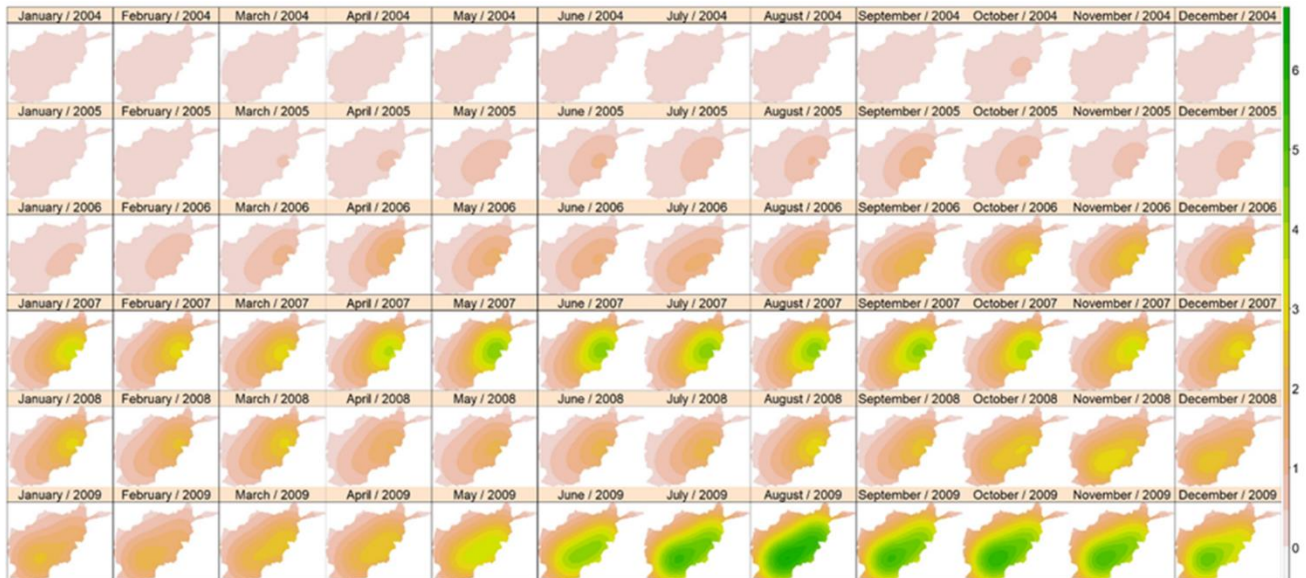 January / 2004 February / 2004 March / 2004 April / 2004 May / 2004 June / 2004 July / 2004 August / 2004 September / 2004 October / 2004 November / 2004 December / 2004
6
January / 2005 February / 2005 March / 2005 April / 2005 May / 2005 June / 2005 July / 2005 August / 2005 September / 2005 October / 2005 November / 2005 December / 2005
5
January / 2006 February / 2006 March / 2006 April / 2006 May / 2006 June / 2006 July / 2006 August / 2006 September / 2006 October / 2006 November / 2006 December / 2006
4
January / 2007 February / 2007 March / 2007 April / 2007 May / 2007 June / 2007 July / 2007 August / 2007 September / 2007 October / 2007 November / 2007 December / 2007
3
2
January / 2008 February / 2008 March / 2008 April / 2008 May / 2008 June / 2008 July / 2008 August / 2008 September / 2008 October / 2008 November / 2008 December / 2008
1
January / 2009 February / 2009 March / 2009 April / 2009 May / 2009 June / 2009 July / 2009 August / 2009 September / 2009 October / 2009 November / 2009 December / 2009
0